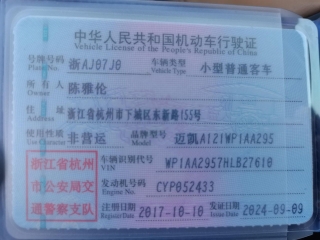 中华人民共和国机动车行驶证
Vehicle License of the People's Republic of China
号牌号码 浙AJ07J0 车辆类型 小型普通客车
Plate No. Vehicle Type
所有人 陈雅伦
Owner
住址 浙江省杭州市下城区东新路155号
Address
使用性质 非营运 品牌型号 迈凯A121WP1AA295
Use Character Model
浙江省杭州 车辆识别代号 WP1AA2957HLB27610
VIN
市公安局交 发动机号码 CYP052433
Engine No.
通警察支队 注册日期 2017-10-10 发证日期 2024-09-09
Register Date Issue Date